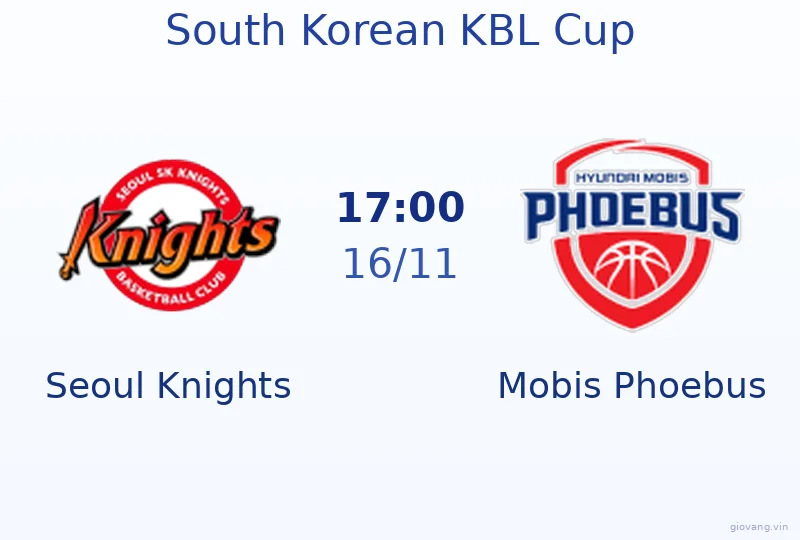 South Korean KBL Cup
SEOUL SK KNIGHTS
Knights
BASKETBALL CLUB
17:00
16/11
HYUNDAI MOBIS
PHOEBUS
Seoul Knights
Mobis Phoebus
giovang.vin